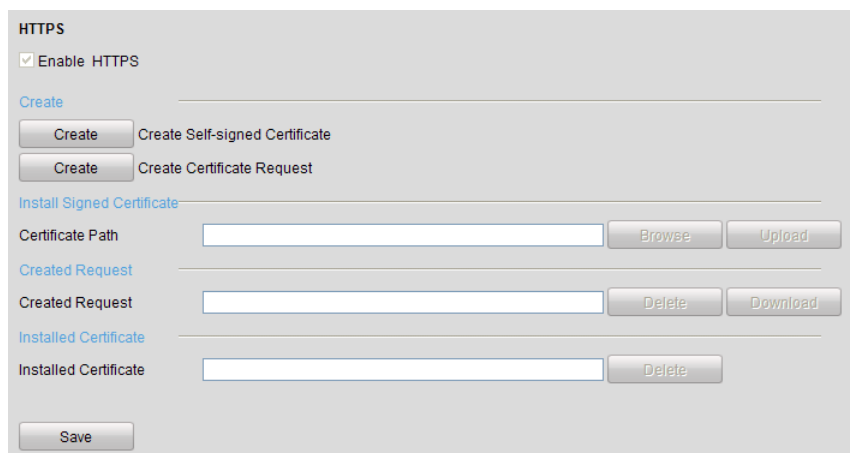 HTTPS
Enable HTTPS
Create
Create Create Self-signed Certificate
Create Create Certificate Request
Install Signed Certificate
Certificate Path Browse Upload
Created Request
Created Request Delete Download
Installed Certificate
Installed Certificate Delete
Save